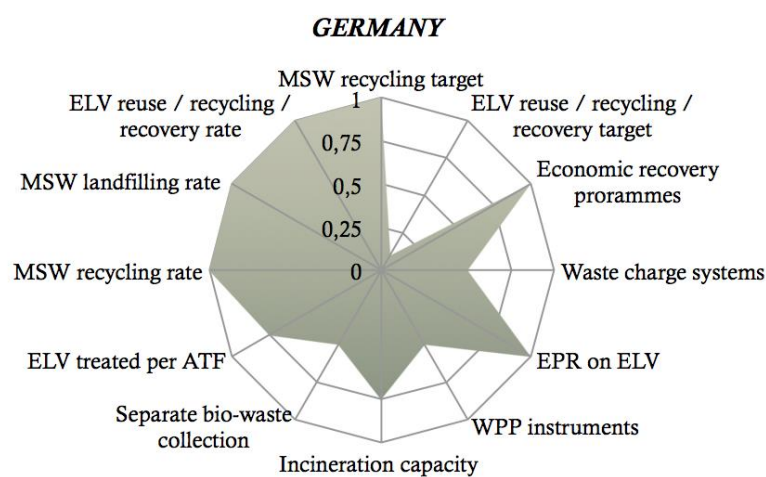 GERMANY
MSW recycling target
ELV reuse / recycling /
recovery target
Economic recovery
prorammes
Waste charge systems
EPR on ELV
WPP instruments
Incineration capacity
Separate bio-waste
collection
ELV treated per ATF
MSW recycling rate
MSW landfilling rate
ELV reuse / recycling /
recovery rate
1
0,75
0,5
0,25
0